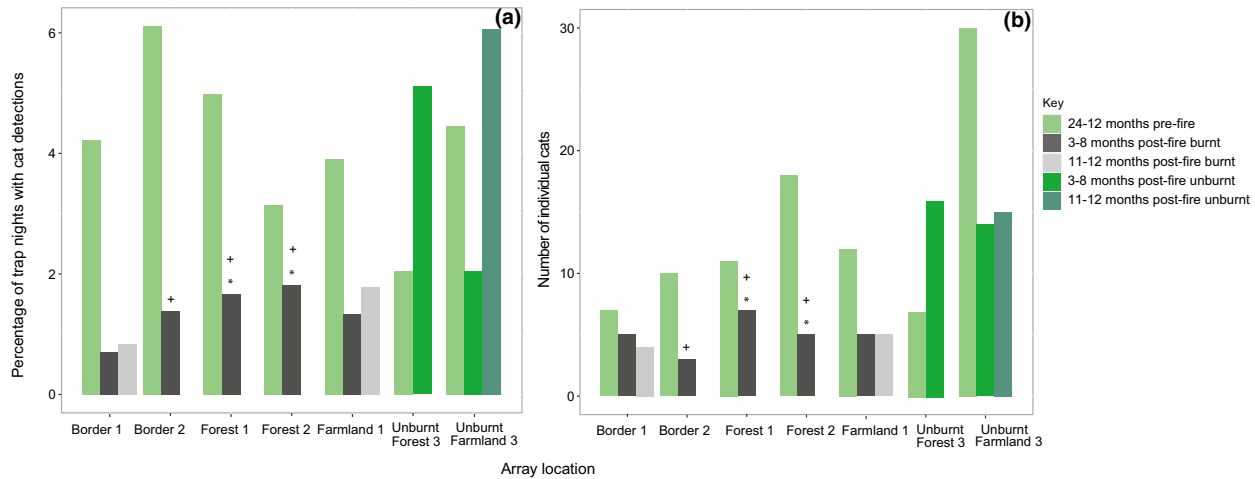 (a)
Percentage of trap nights with cat detections
6
4
2
0
+
+
*
+
*
Border 1
Border 2
Forest 1
Forest 2
Farmland 1
Unburnt
Forest 3
Unburnt
Farmland 3
(b)
Number of individual cats
30
20
10
0
+
+
*
+
*
Border 1
Border 2
Forest 1
Forest 2
Farmland 1
Unburnt
Forest 3
Unburnt
Farmland 3
Array location
Key
24-12 months pre-fire
3-8 months post-fire burnt
11-12 months post-fire burnt
3-8 months post-fire unburnt
11-12 months post-fire unburnt